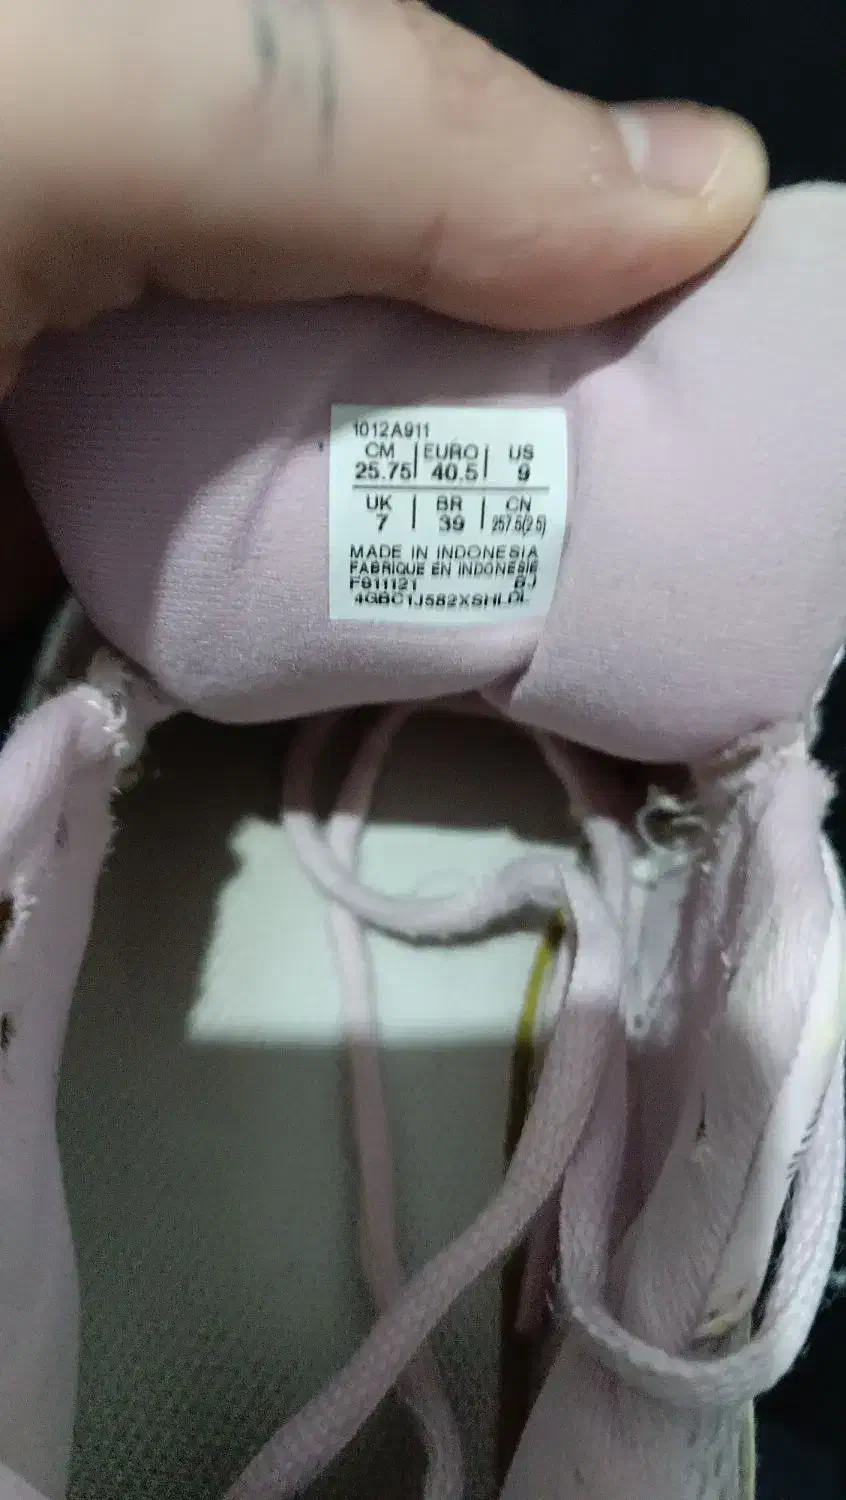 1012A911
CM | EURO | US
25.75 | 40.5 | 9
UK | BR | CN
7 | 39 | 257.5(2.5)
MADE IN INDONESIA
FABRIQUE EN INDONESIE
F911121